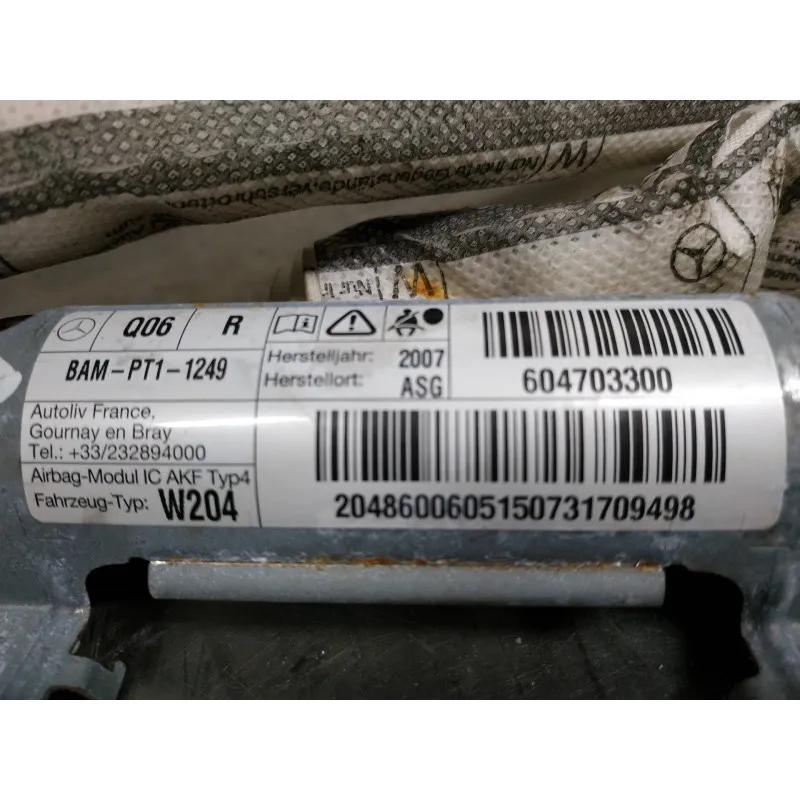 Q06 R
BAM-PT1-1249
Autoliv France,
Gournay en Bray
Tel.: +33/232894000
Airbag-Modul IC AKF Typ4
Fahrzeug-Typ: W204
Herstelljahr: 2007
Herstellort: ASG
604703300
2048600605150731709498
W